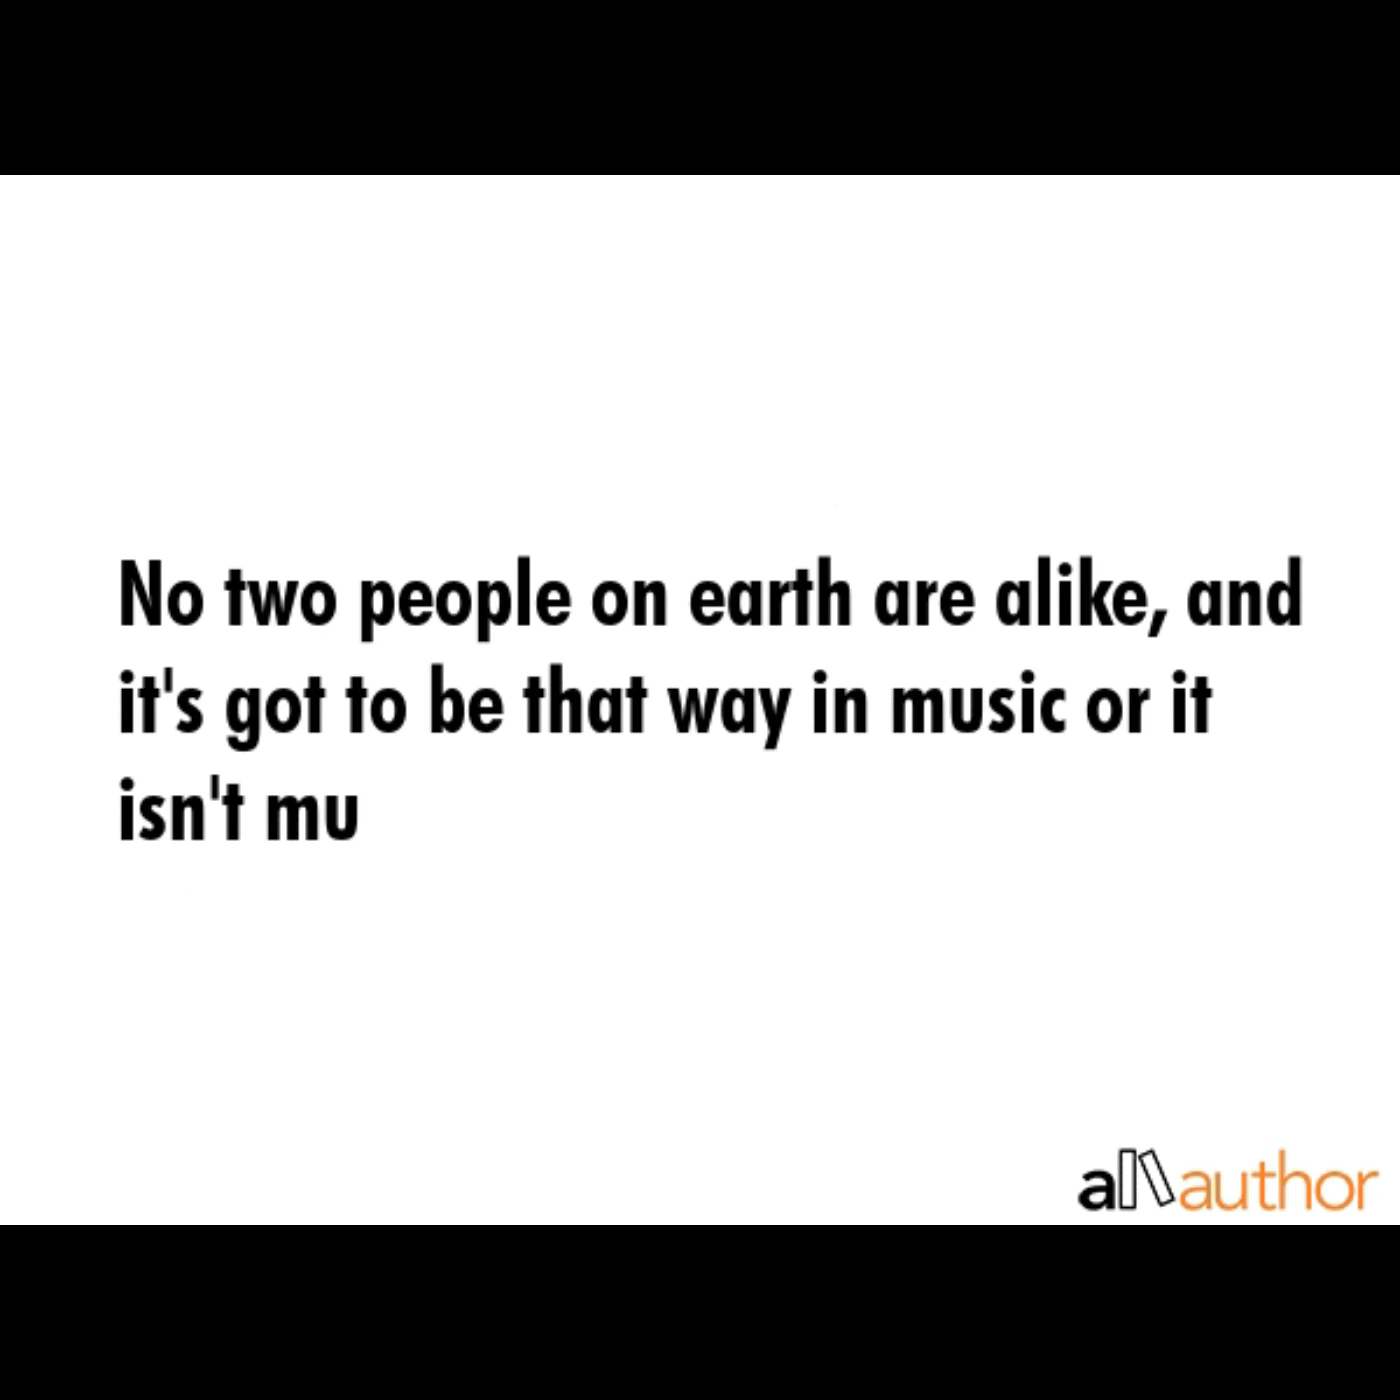 No two people on earth are alike, and
it's got to be that way in music or it
isn't mu
allauthor